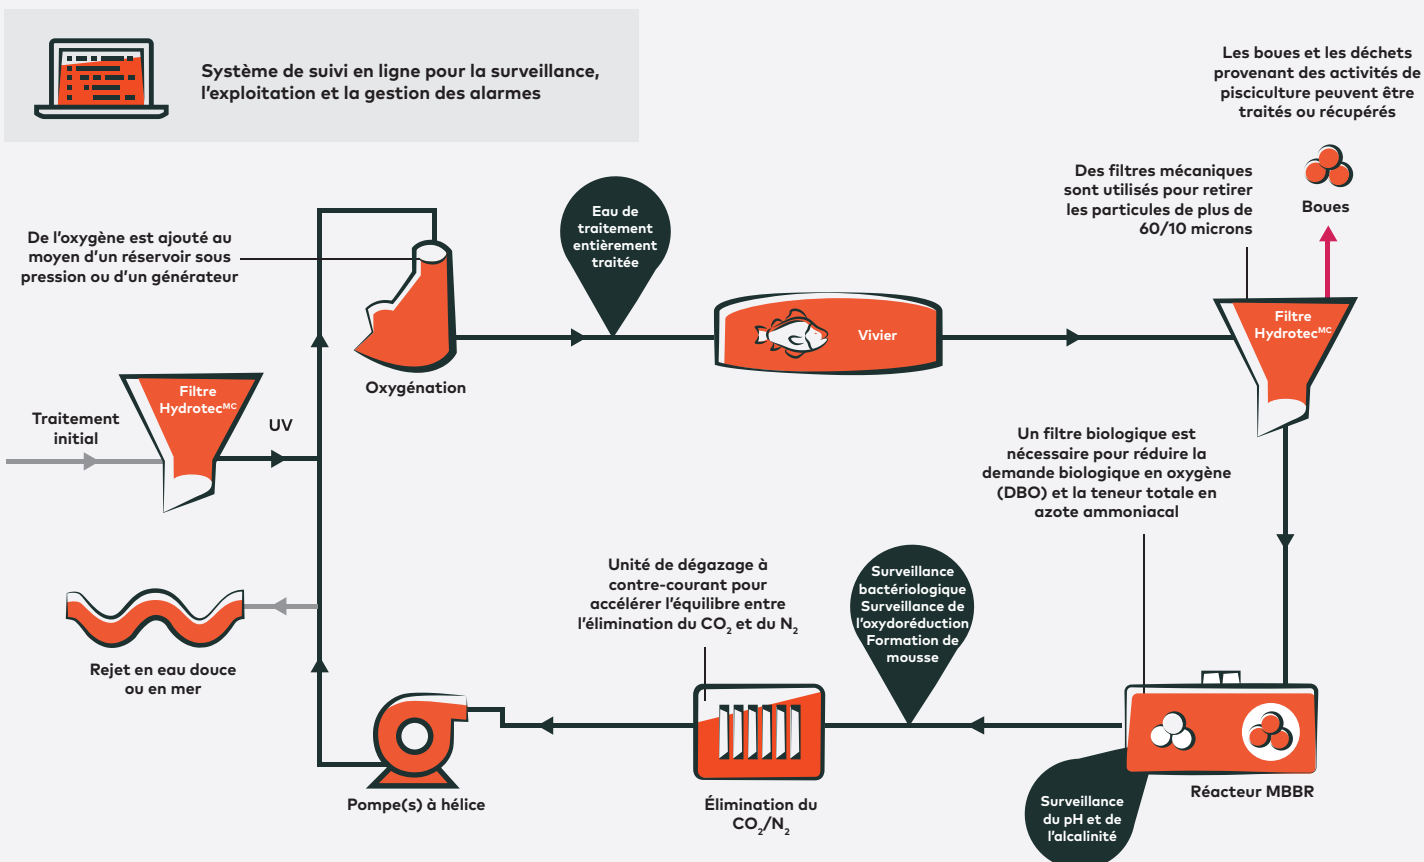 Système de suivi en ligne pour la surveillance,
l'exploitation et la gestion des alarmes
Les boues et les déchets
provenant des activités de
pisciculture peuvent être
traités ou récupérés
Des filtres mécaniques
sont utilisés pour retirer
les particules de plus de
60/10 microns
Boues
De l'oxygène est ajouté au
moyen d'un réservoir sous
pression ou d'un générateur
Eau de
traitement
entièrement
traitée
Vivier
Filtre
Hydrotecᴹᶜ
Oxygénation
Filtre
Hydrotecᴹᶜ
Traitement
initial
UV
Un filtre biologique est
nécessaire pour réduire la
demande biologique en oxygène
(DBO) et la teneur totale en
azote ammoniacal
Unité de dégazage à
contre-courant pour
accélérer l'équilibre entre
l'élimination du CO₂ et du N₂
Surveillance
bactériologique
Surveillance de
l'oxydoréduction
Formation de
mousse
Rejet en eau douce
ou en mer
Pompe(s) à hélice
Élimination du
CO₂/N₂
Surveillance
du pH et de
l'alcalinité
Réacteur MBBR